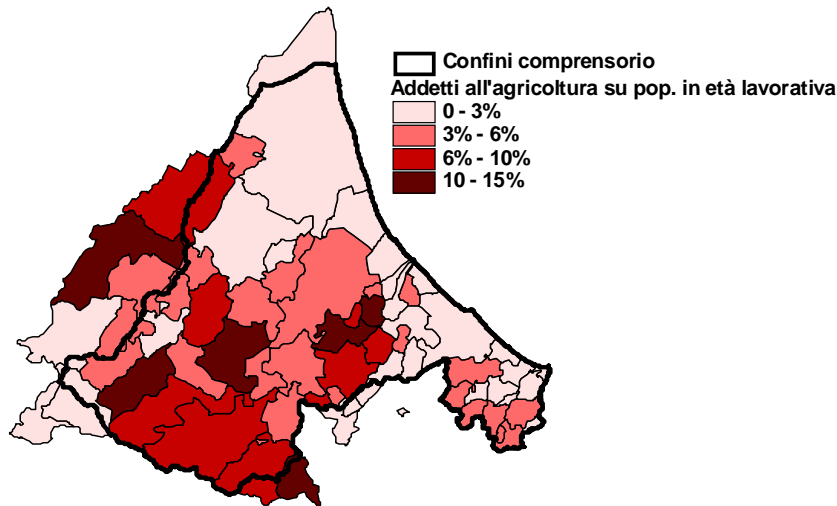 Confini comprensorio
Addetti all'agricoltura su pop. in età lavorativa
0 - 3%
3% - 6%
6% - 10%
10 - 15%